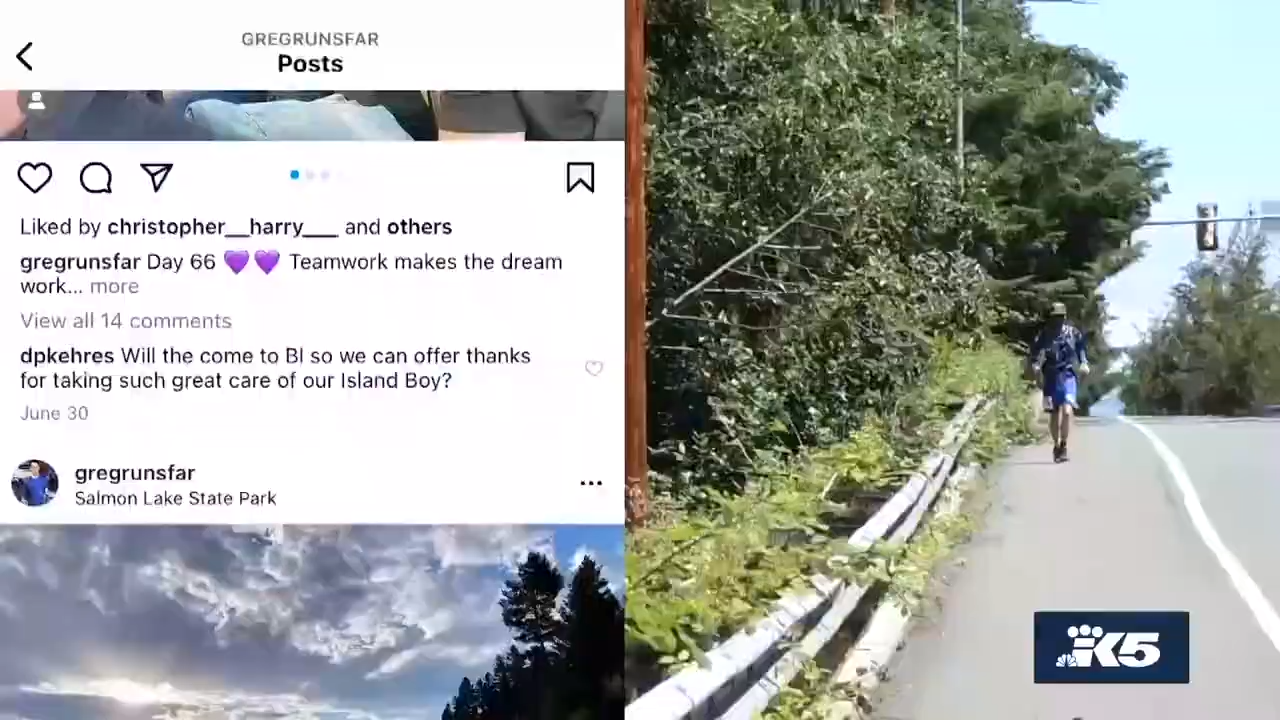 GREGRUNSFAR
Posts
Liked by christopher__harry___ and others
gregrunsfar Day 66 💜💜 Teamwork makes the dream
work... more
View all 14 comments
dpkehres Will the come to BI so we can offer thanks
for taking such great care of our Island Boy?
June 30
gregrunsfar
Salmon Lake State Park
K5